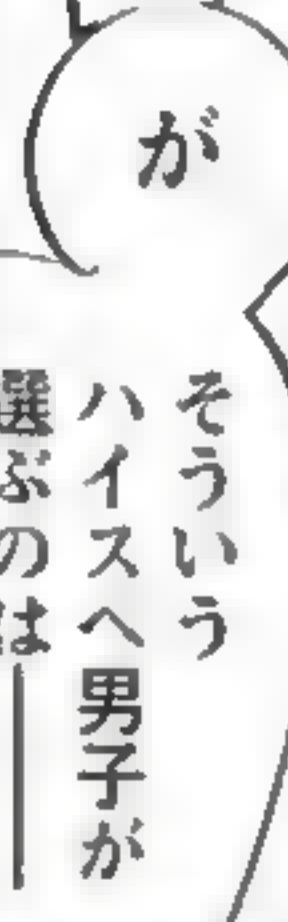 が
そういう
ハイスペ男子が
選ぶのは──